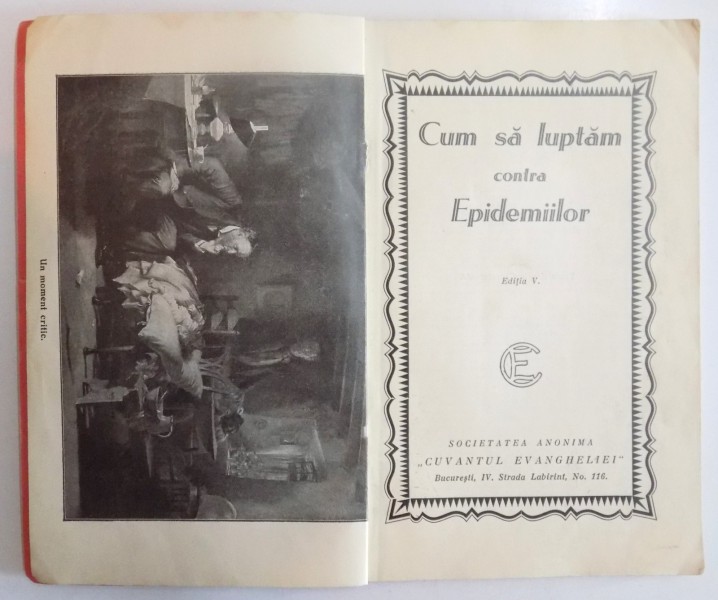 Un moment critic.
Cum să luptăm
contra
Epidemiilor
Ediția V.
CE
SOCIETATEA ANONIMA
„CUVANTUL EVANGHELIEI"
București, IV. Strada Labirint, No. 116.